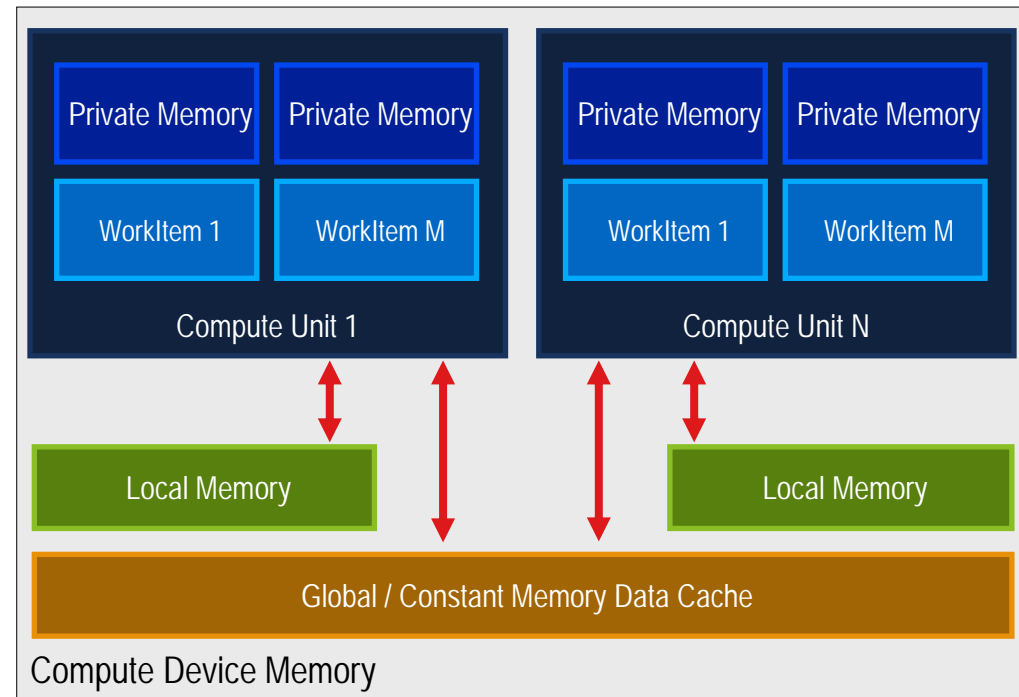 Private Memory
Private Memory
Private Memory
Private Memory
WorkItem 1
WorkItem M
WorkItem 1
WorkItem M
Compute Unit 1
Compute Unit N
Local Memory
Local Memory
Global / Constant Memory Data Cache
Compute Device Memory